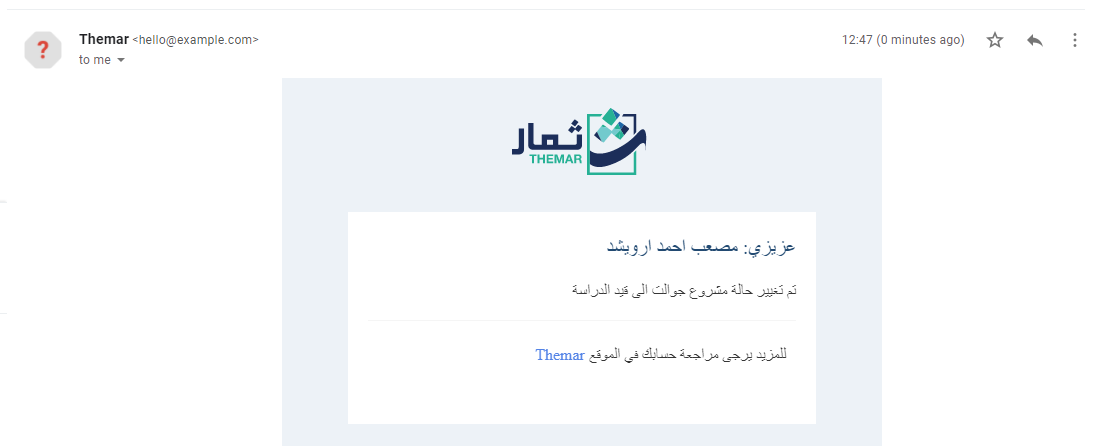 Themar <hello@example.com>
12:47 (0 minutes ago)
to me
ثمار
THEMAR
عزيزي: مصعب احمد ارويشد
تم تغيير حالة مشروع جوالت الى قيد الدراسة
للمزيد يرجى مراجعة حسابك في الموقع Themar